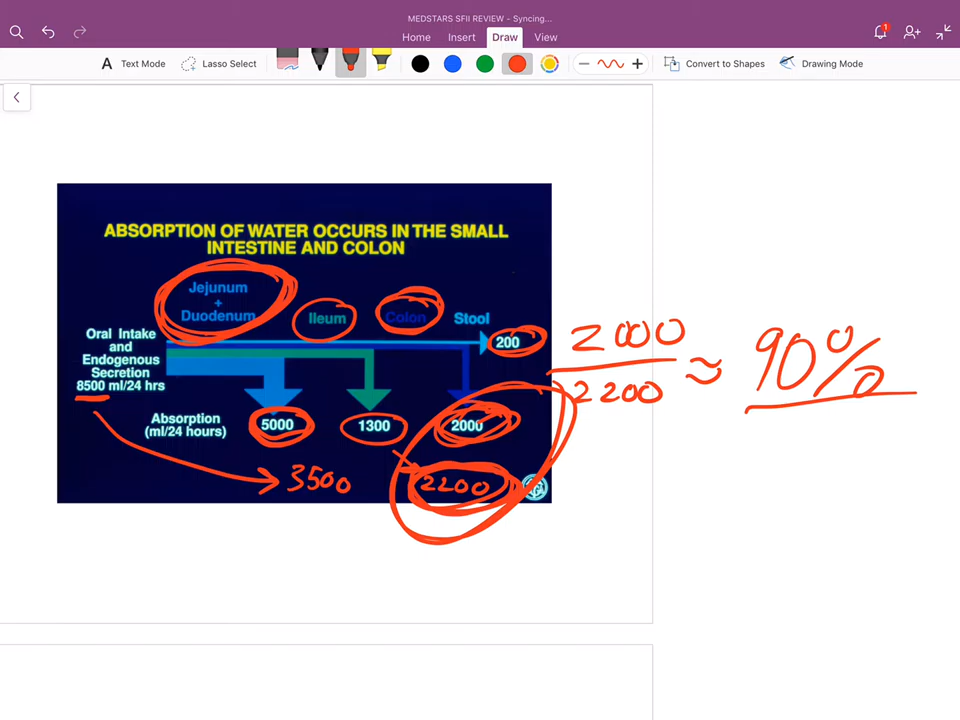 MEDSTARS SFII REVIEW - Syncing...
Home Insert Draw View
1
A Text Mode Lasso Select Convert to Shapes Drawing Mode
ABSORPTION OF WATER OCCURS IN THE SMALL
INTESTINE AND COLON
Jejunum
+
Duodenum
Ileum
Colon
Stool
Oral Intake
and
Endogenous
Secretion
8500 ml/24 hrs
200
Absorption
(ml/24 hours)
5000
1300
2000
3500
2200
2000
2200
≈ 90%